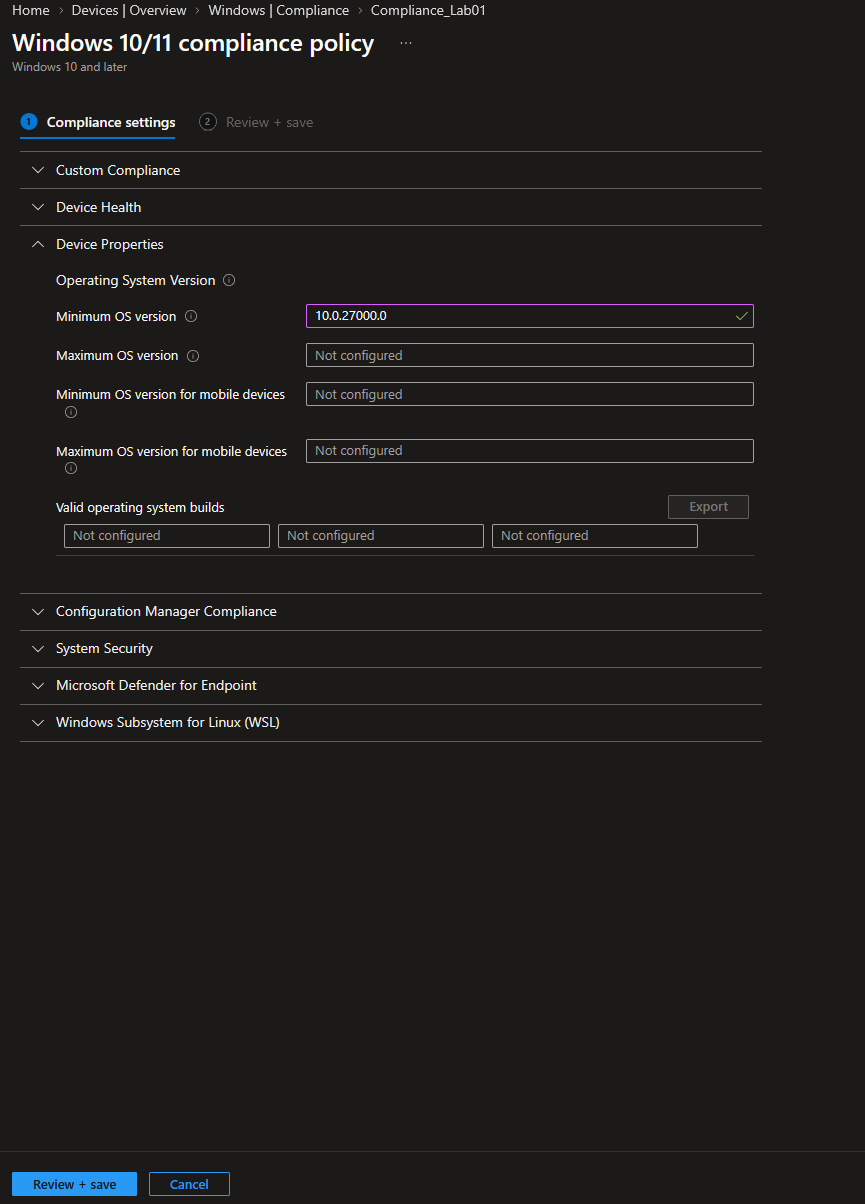 Home > Devices | Overview > Windows | Compliance > Compliance_Lab01
Windows 10/11 compliance policy ...
Windows 10 and later
1 Compliance settings 2 Review + save
Custom Compliance
Device Health
Device Properties
Operating System Version
Minimum OS version 10.0.27000.0
Maximum OS version Not configured
Minimum OS version for mobile devices Not configured
Maximum OS version for mobile devices Not configured
Valid operating system builds Export
Not configured Not configured Not configured
Configuration Manager Compliance
System Security
Microsoft Defender for Endpoint
Windows Subsystem for Linux (WSL)
Review + save Cancel